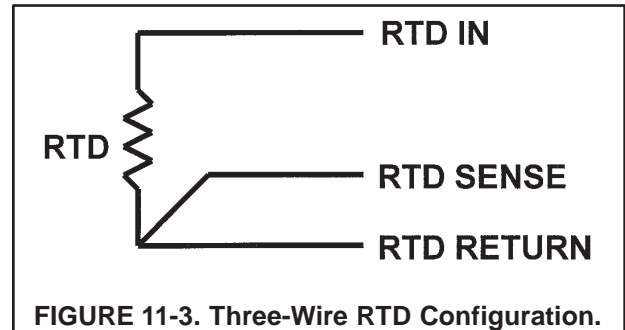 RTD IN
RTD
RTD SENSE
RTD RETURN
FIGURE 11-3. Three-Wire RTD Configuration.